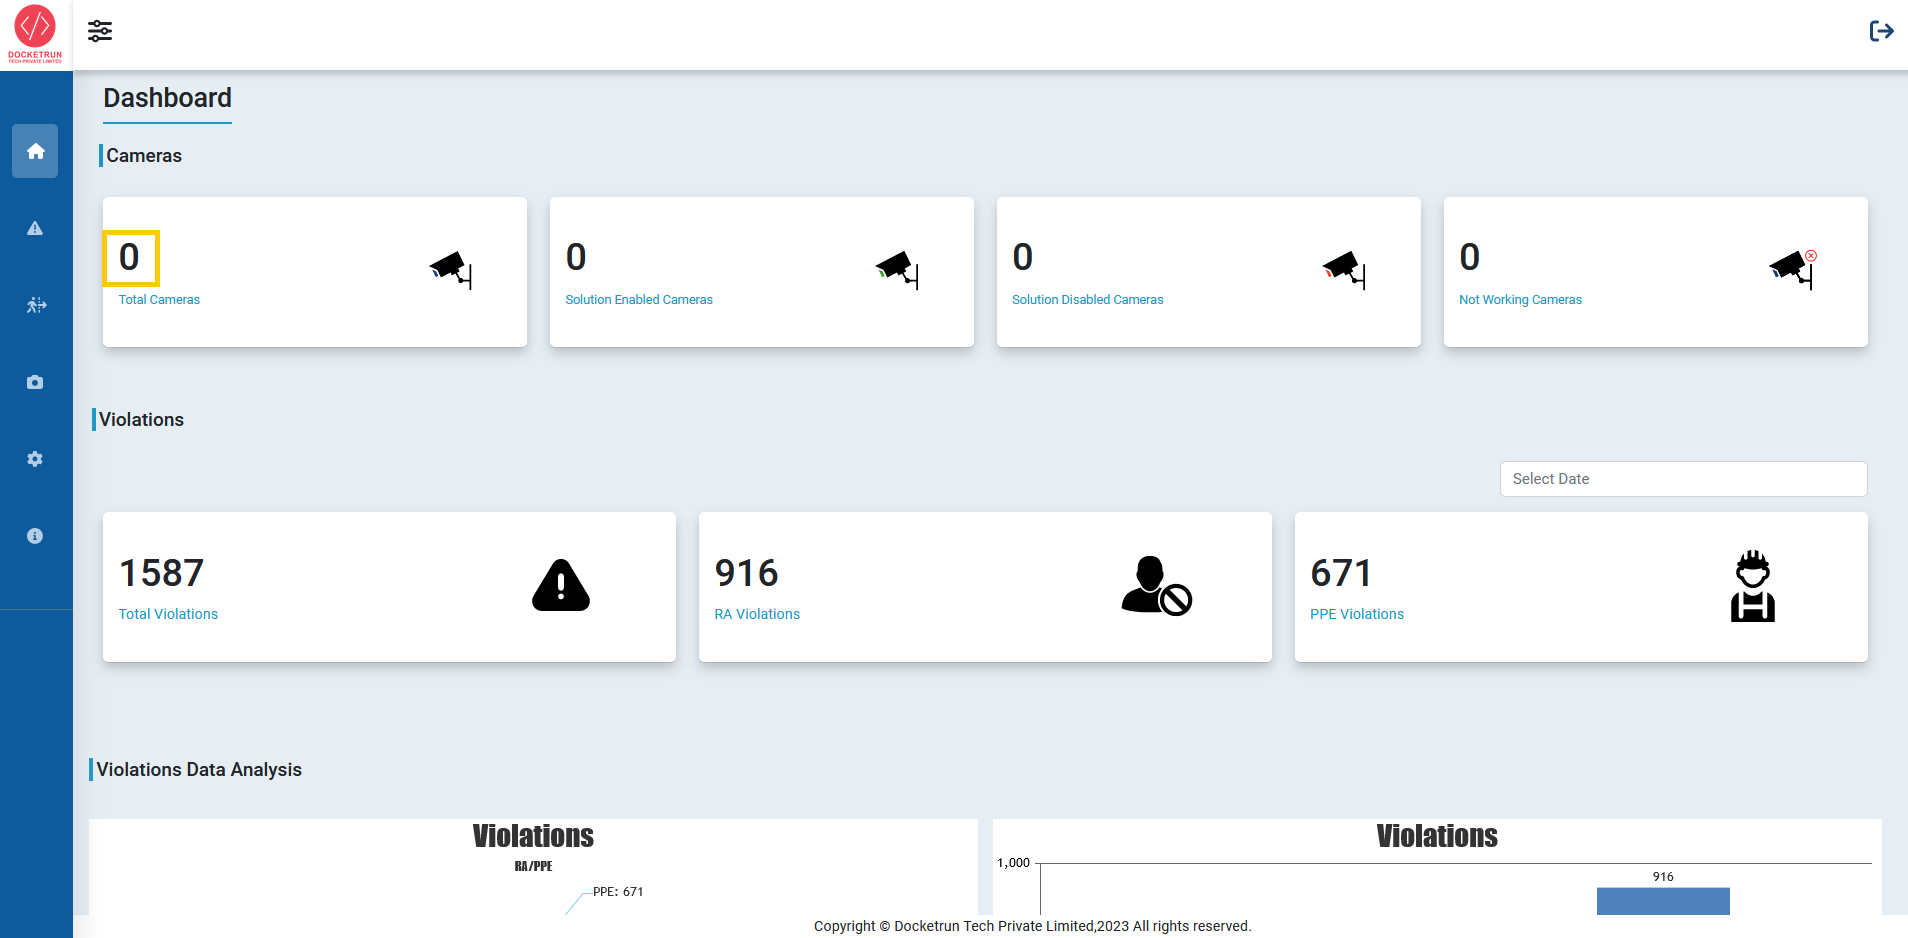 DOCKETRUN
TECH PRIVATE LIMITED
Dashboard
Cameras
0
Total Cameras
0
Solution Enabled Cameras
0
Solution Disabled Cameras
0
Not Working Cameras
Violations
Select Date
1587
Total Violations
916
RA Violations
671
PPE Violations
Violations Data Analysis
Violations
RA/PPE
PPE: 671
Violations
1,000
916
Copyright © Docketrun Tech Private Limited,2023 All rights reserved.